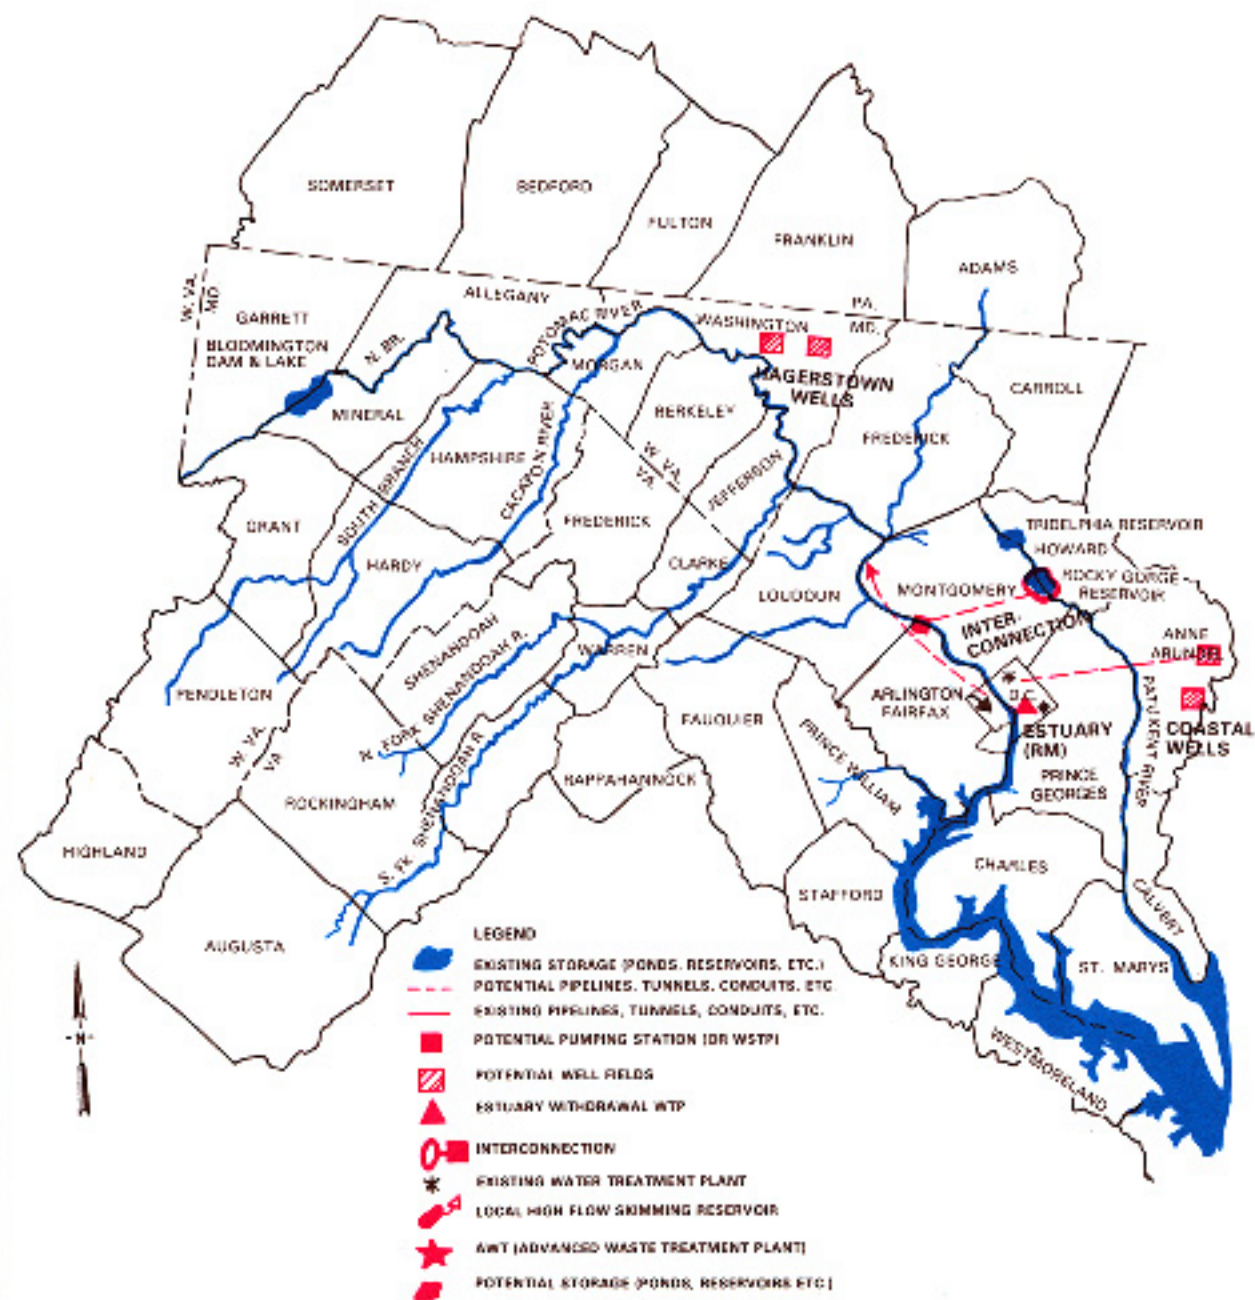 SOMERSET
BEDFORD
FULTON
FRANKLIN
ADAMS
W. VA.
MD.
ALLEGANY
PA.
MD.
GARRETT
BLOOMINGTON
DAM & LAKE
N. BR.
POTOMAC RIVER
WASHINGTON
MORGAN
HAGERSTOWN
WELLS
CARROLL
MINERAL
BERKELEY
FREDERICK
HAMPSHIRE
SOUTH BRANCH
CACAPON RIVER
W. VA.
VA.
JEFFERSON
GRANT
FREDERICK
TRIDELPHIA RESERVOIR
HOWARD
HARDY
CLARKE
LOUDOUN
MONTGOMERY
ROCKY GORGE
RESERVOIR
INTER-
CONNECTION
ANNE
ARUNDEL
SHENANDOAH
WARREN
N. FORK SHENANDOAH R.
PENDLETON
ARLINGTON
FAIRFAX
D.C.
FAUQUIER
PRINCE WILLIAM
ESTUARY
(RM)
PATUXENT RIVER
COASTAL
WELLS
W. VA.
VA
S. FK. SHENANDOAH R.
RAPPAHANNOCK
PRINCE
GEORGES
ROCKINGHAM
HIGHLAND
CHARLES
STAFFORD
CALVERT
AUGUSTA
KING GEORGE
ST. MARYS
WESTMORELAND
-N-
LEGEND
EXISTING STORAGE (PONDS, RESERVOIRS, ETC.)
POTENTIAL PIPELINES, TUNNELS, CONDUITS, ETC.
EXISTING PIPELINES, TUNNELS, CONDUITS, ETC.
POTENTIAL PUMPING STATION (OR WSTP)
POTENTIAL WELL FIELDS
ESTUARY WITHDRAWAL WTP
INTERCONNECTION
EXISTING WATER TREATMENT PLANT
LOCAL HIGH FLOW SKIMMING RESERVOIR
AWT (ADVANCED WASTE TREATMENT PLANT)
POTENTIAL STORAGE (PONDS, RESERVOIRS ETC.)